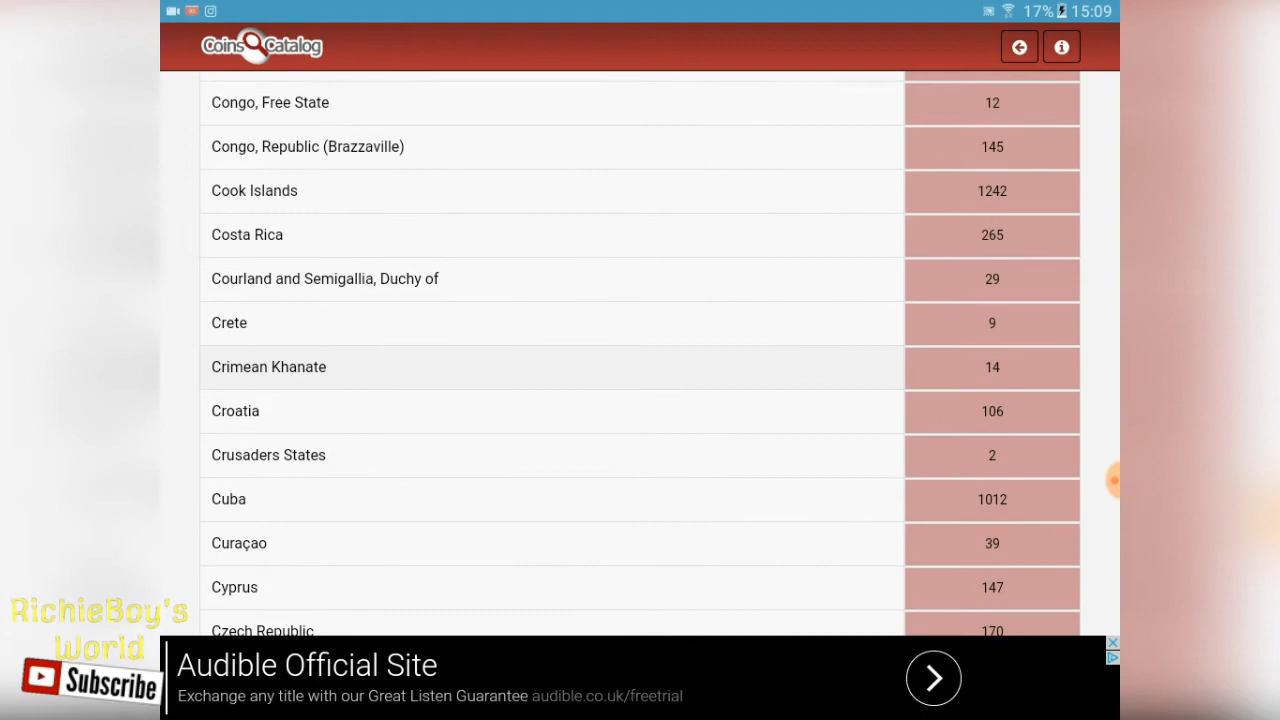 17% 15:09
Coins Catalog
Congo, Free State 12
Congo, Republic (Brazzaville) 145
Cook Islands 1242
Costa Rica 265
Courland and Semigallia, Duchy of 29
Crete 9
Crimean Khanate 14
Croatia 106
Crusaders States 2
Cuba 1012
Curaçao 39
Cyprus 147
Czech Republic 170
RichieBoy's
World
Subscribe
Audible Official Site
Exchange any title with our Great Listen Guarantee audible.co.uk/freetrial